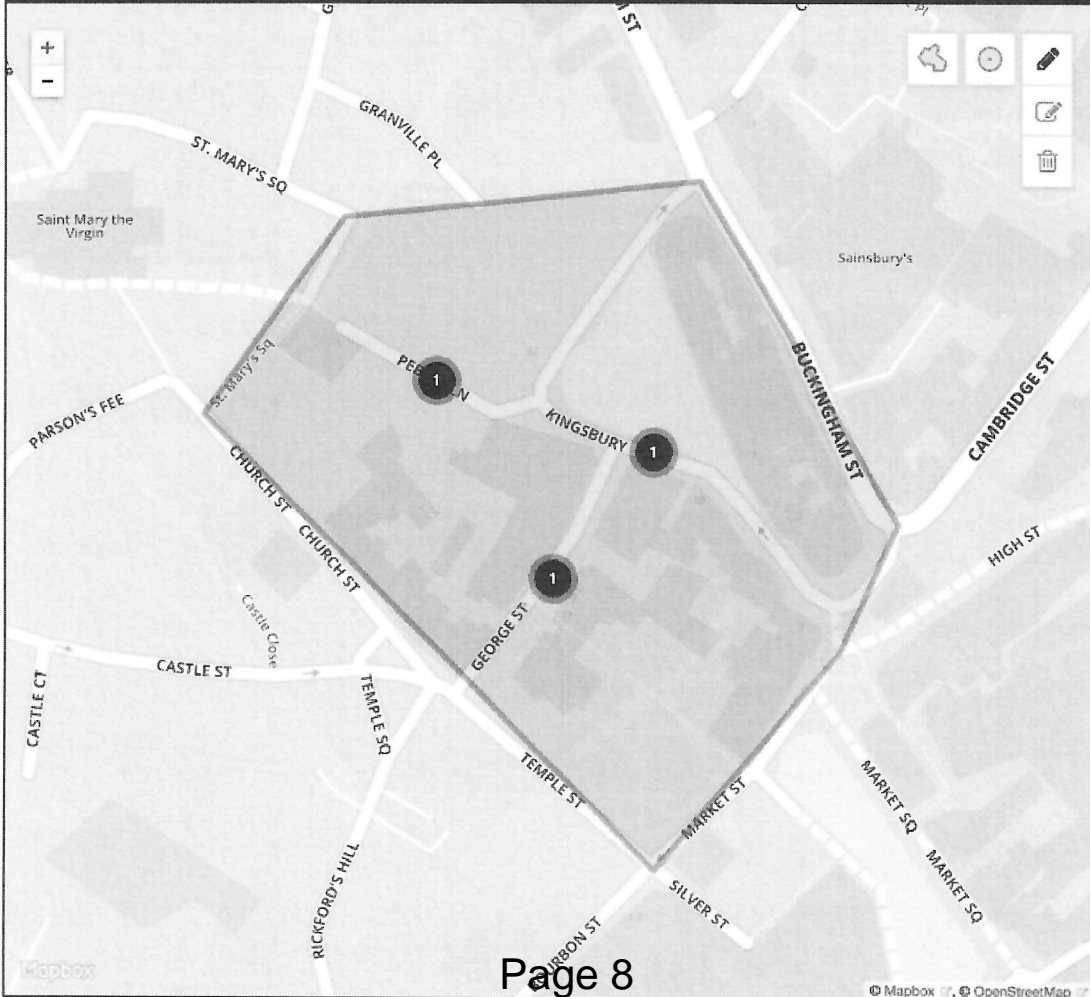 +
−
GRANVILLE PL
ST. MARY'S SQ
Saint Mary the
Virgin
Sainsbury's
St. Mary's Sq
1
KINGSBURY
1
BUCKINGHAM ST
CAMBRIDGE ST
PARSON'S FEE
CHURCH ST
CHURCH ST
HIGH ST
1
GEORGE ST
Castle Close
CASTLE ST
CASTLE CT
TEMPLE SQ
TEMPLE ST
MARKET ST
MARKET SQ
MARKET SQ
RICKFORD'S HILL
SILVER ST
Mapbox
Page 8
© Mapbox , © OpenStreetMap